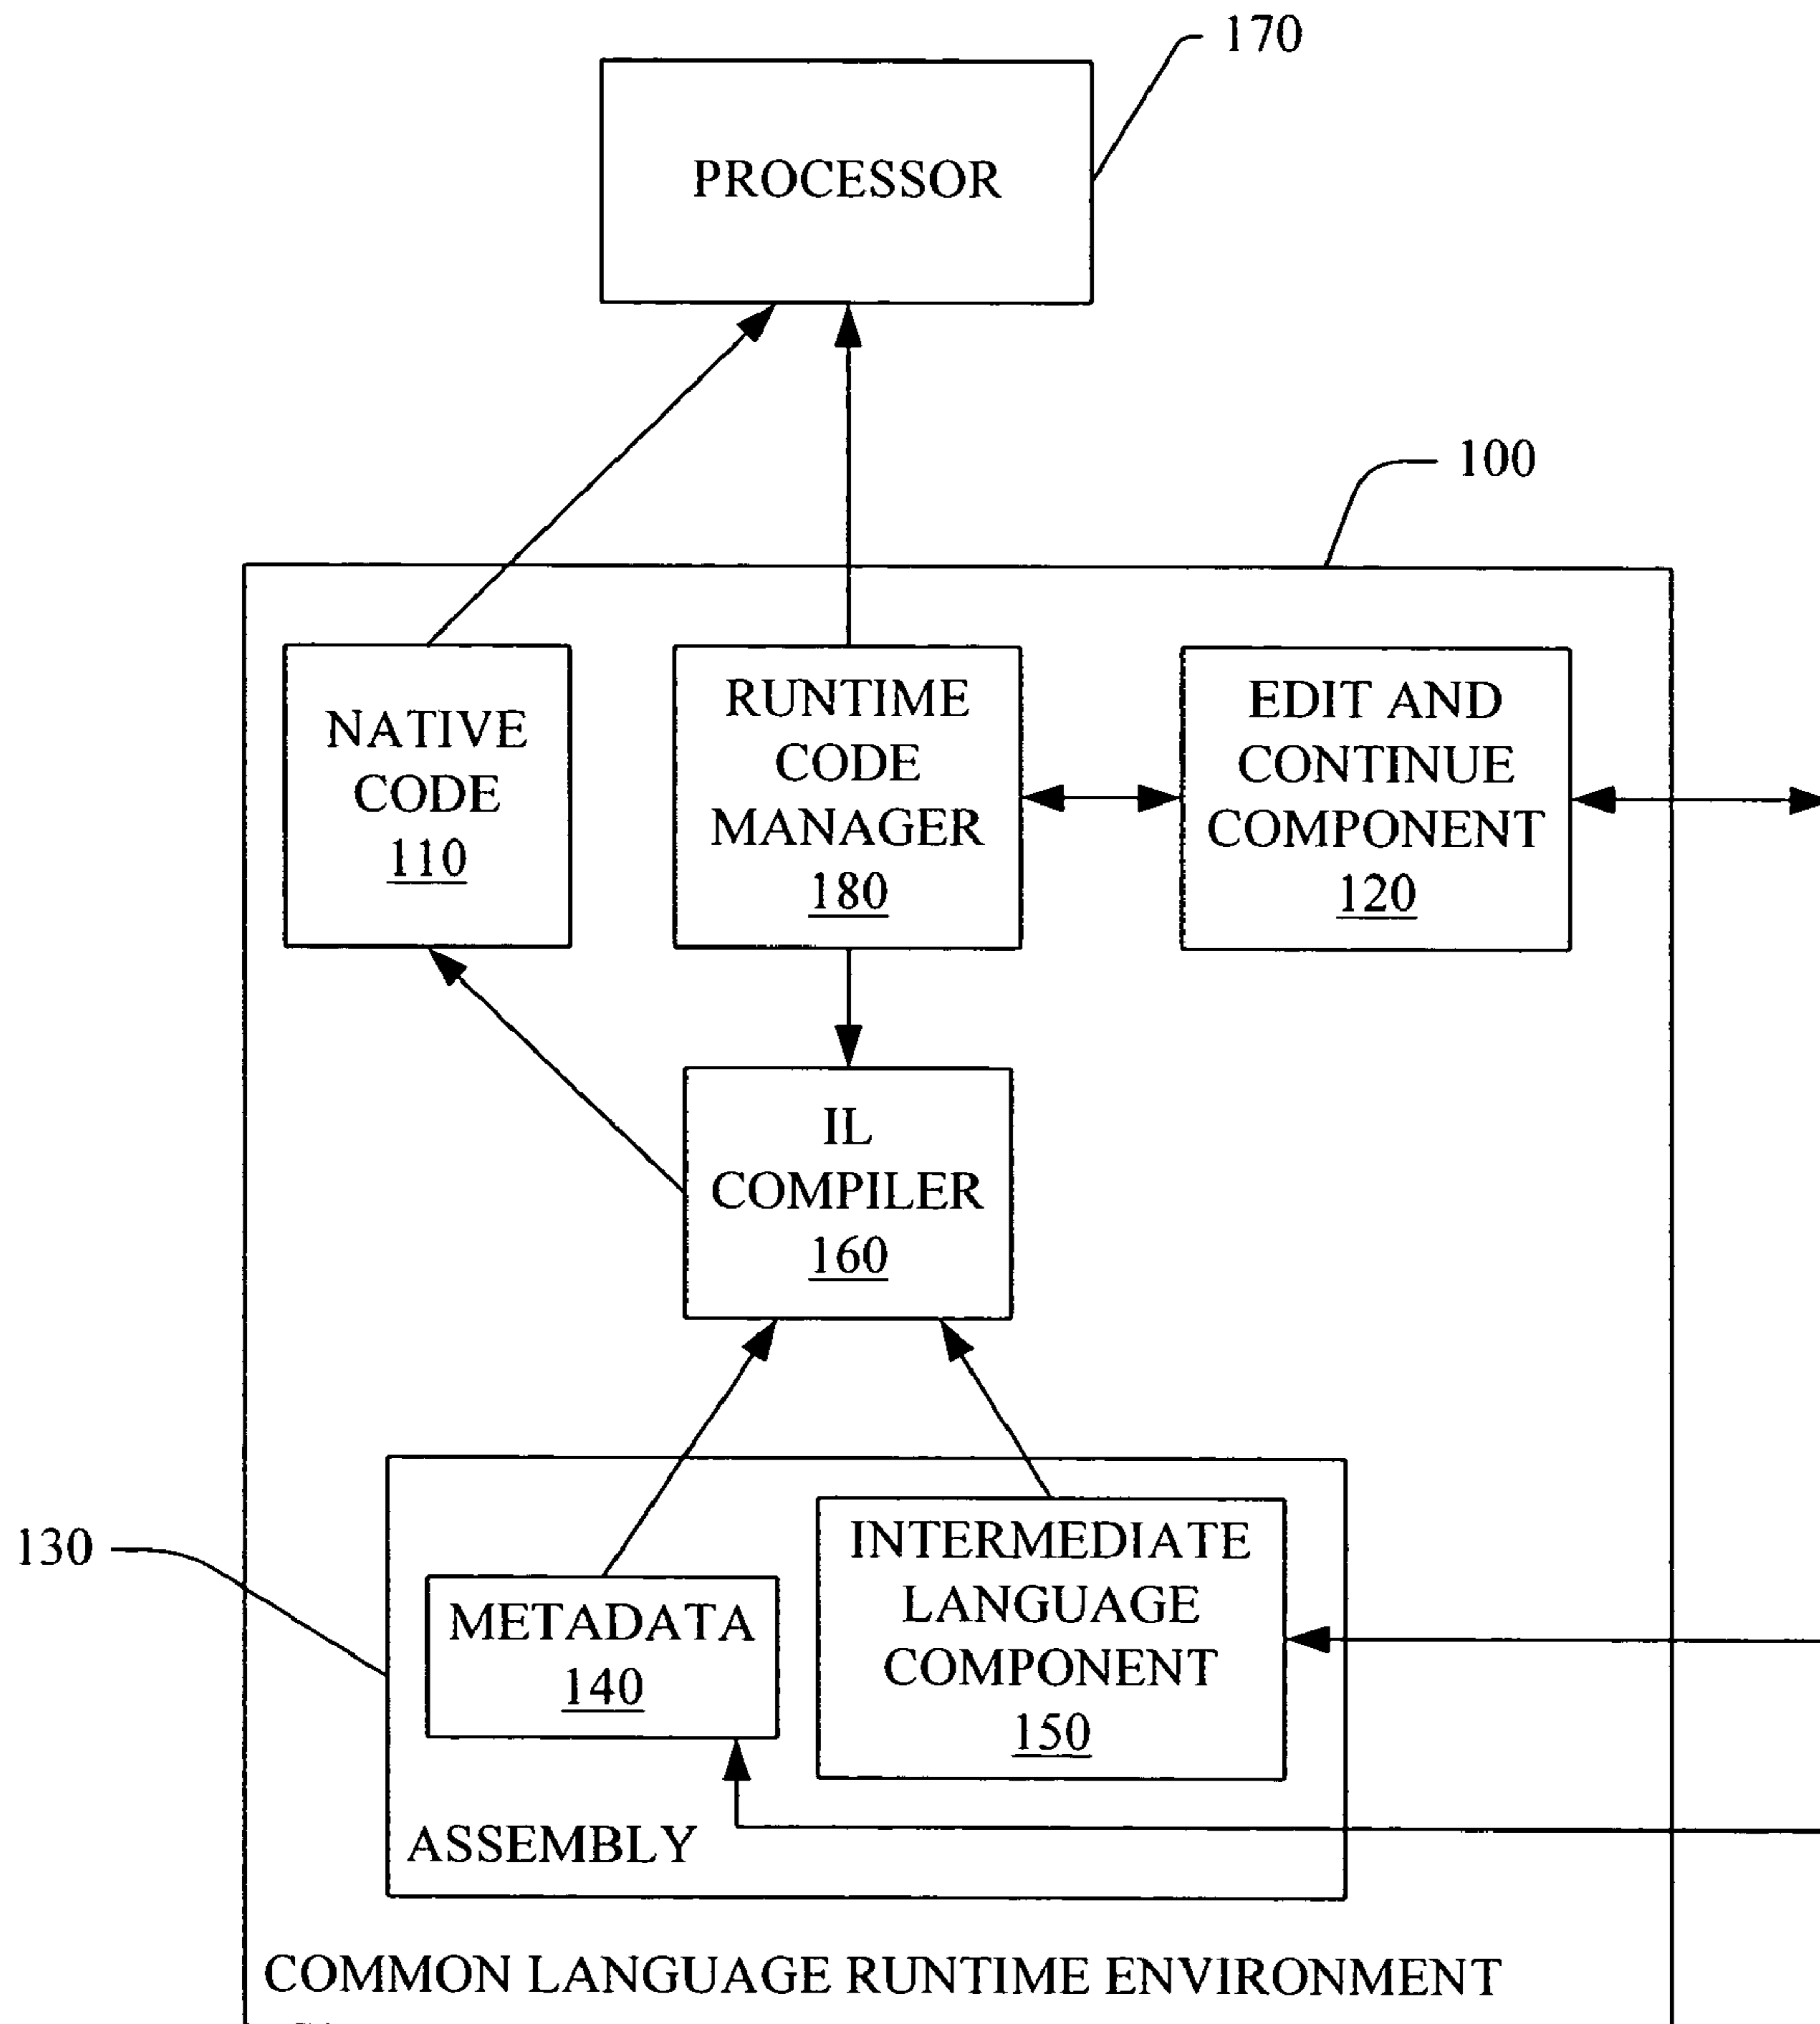 170
PROCESSOR
100
NATIVE
CODE
110
RUNTIME
CODE
MANAGER
180
EDIT AND
CONTINUE
COMPONENT
120
IL
COMPILER
160
130
METADATA
140
INTERMEDIATE
LANGUAGE
COMPONENT
150
ASSEMBLY
COMMON LANGUAGE RUNTIME ENVIRONMENT